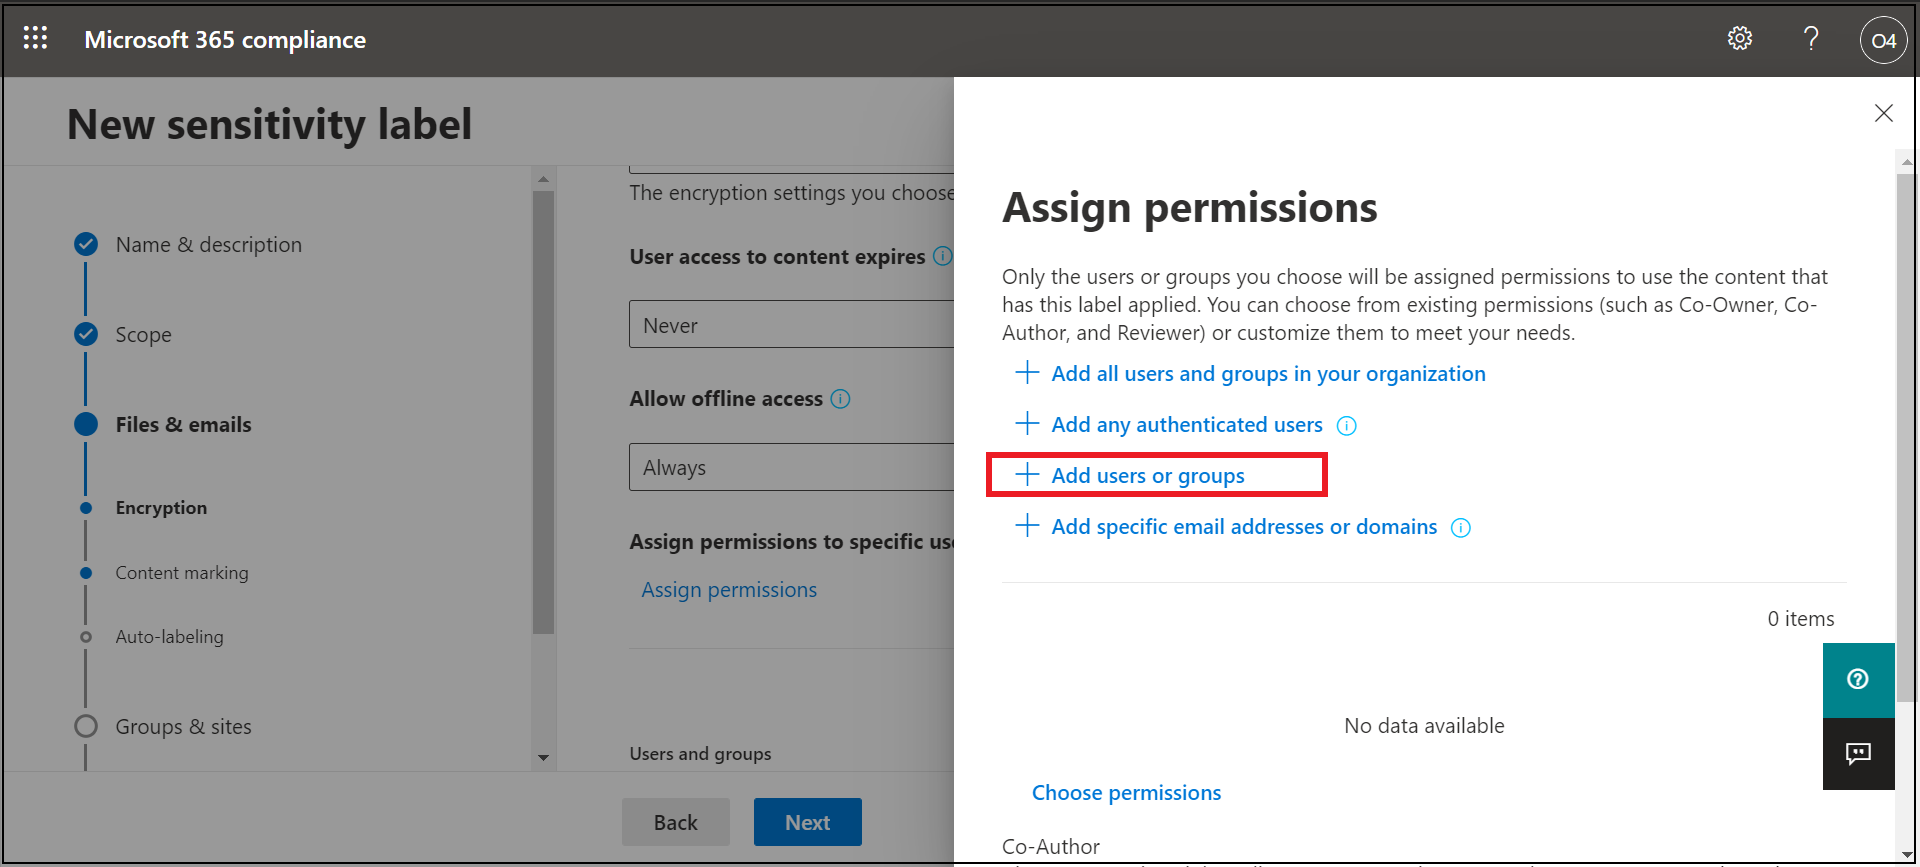 Microsoft 365 compliance
O4
New sensitivity label
Name & description
Scope
Files & emails
Encryption
Content marking
Auto-labeling
Groups & sites
The encryption settings you choose
User access to content expires
Never
Allow offline access
Always
Assign permissions to specific use
Assign permissions
Users and groups
Back
Next
Assign permissions
Only the users or groups you choose will be assigned permissions to use the content that
has this label applied. You can choose from existing permissions (such as Co-Owner, Co-
Author, and Reviewer) or customize them to meet your needs.
Add all users and groups in your organization
Add any authenticated users
Add users or groups
Add specific email addresses or domains
0 items
No data available
Choose permissions
Co-Author